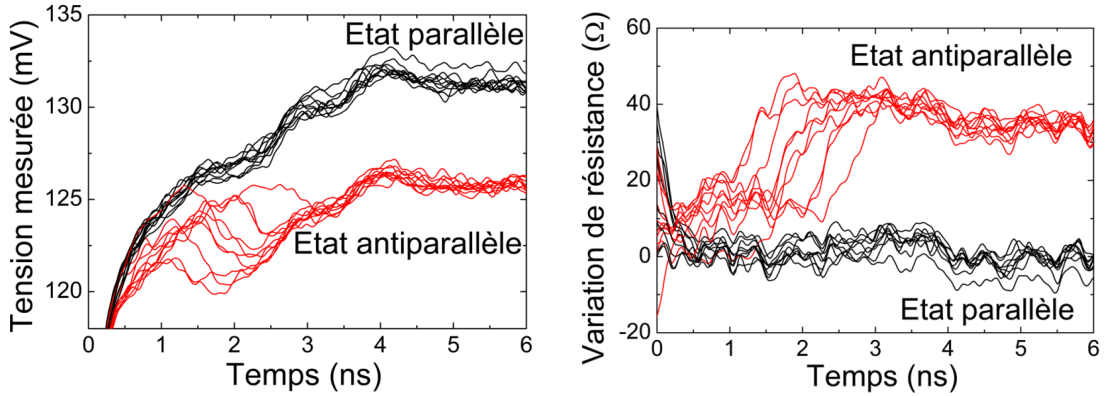 Tension mesurée (mV)
135
130
125
120
Etat parallèle
Etat antiparallèle
0
1
2
3
4
5
6
Temps (ns)
Variation de résistance (Ω)
60
40
20
0
-20
Etat antiparallèle
Etat parallèle
0
1
2
3
4
5
6
Temps (ns)